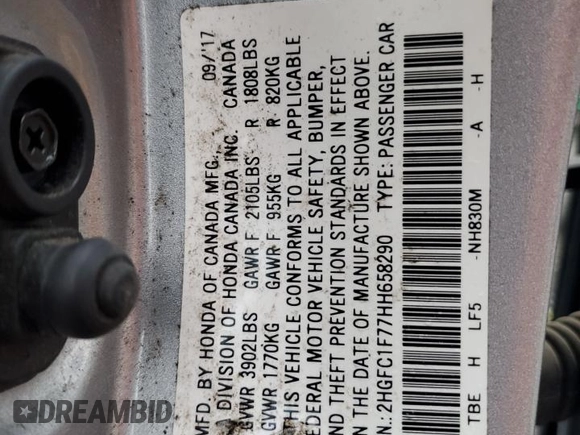 MFD. BY HONDA OF CANADA MFG., 09/'17
A DIVISION OF HONDA CANADA INC. CANADA
GVWR 3902LBS GAWR F 2105LBS R 1808LBS
GVWR 1770KG GAWR F 955KG R 820KG
THIS VEHICLE CONFORMS TO ALL APPLICABLE
FEDERAL MOTOR VEHICLE SAFETY, BUMPER,
AND THEFT PREVENTION STANDARDS IN EFFECT
ON THE DATE OF MANUFACTURE SHOWN ABOVE.
V.I.N.: 2HGFC1F77HH658290 TYPE: PASSENGER CAR
TBE H LF5 -NH830M -A -H
DREAMBID